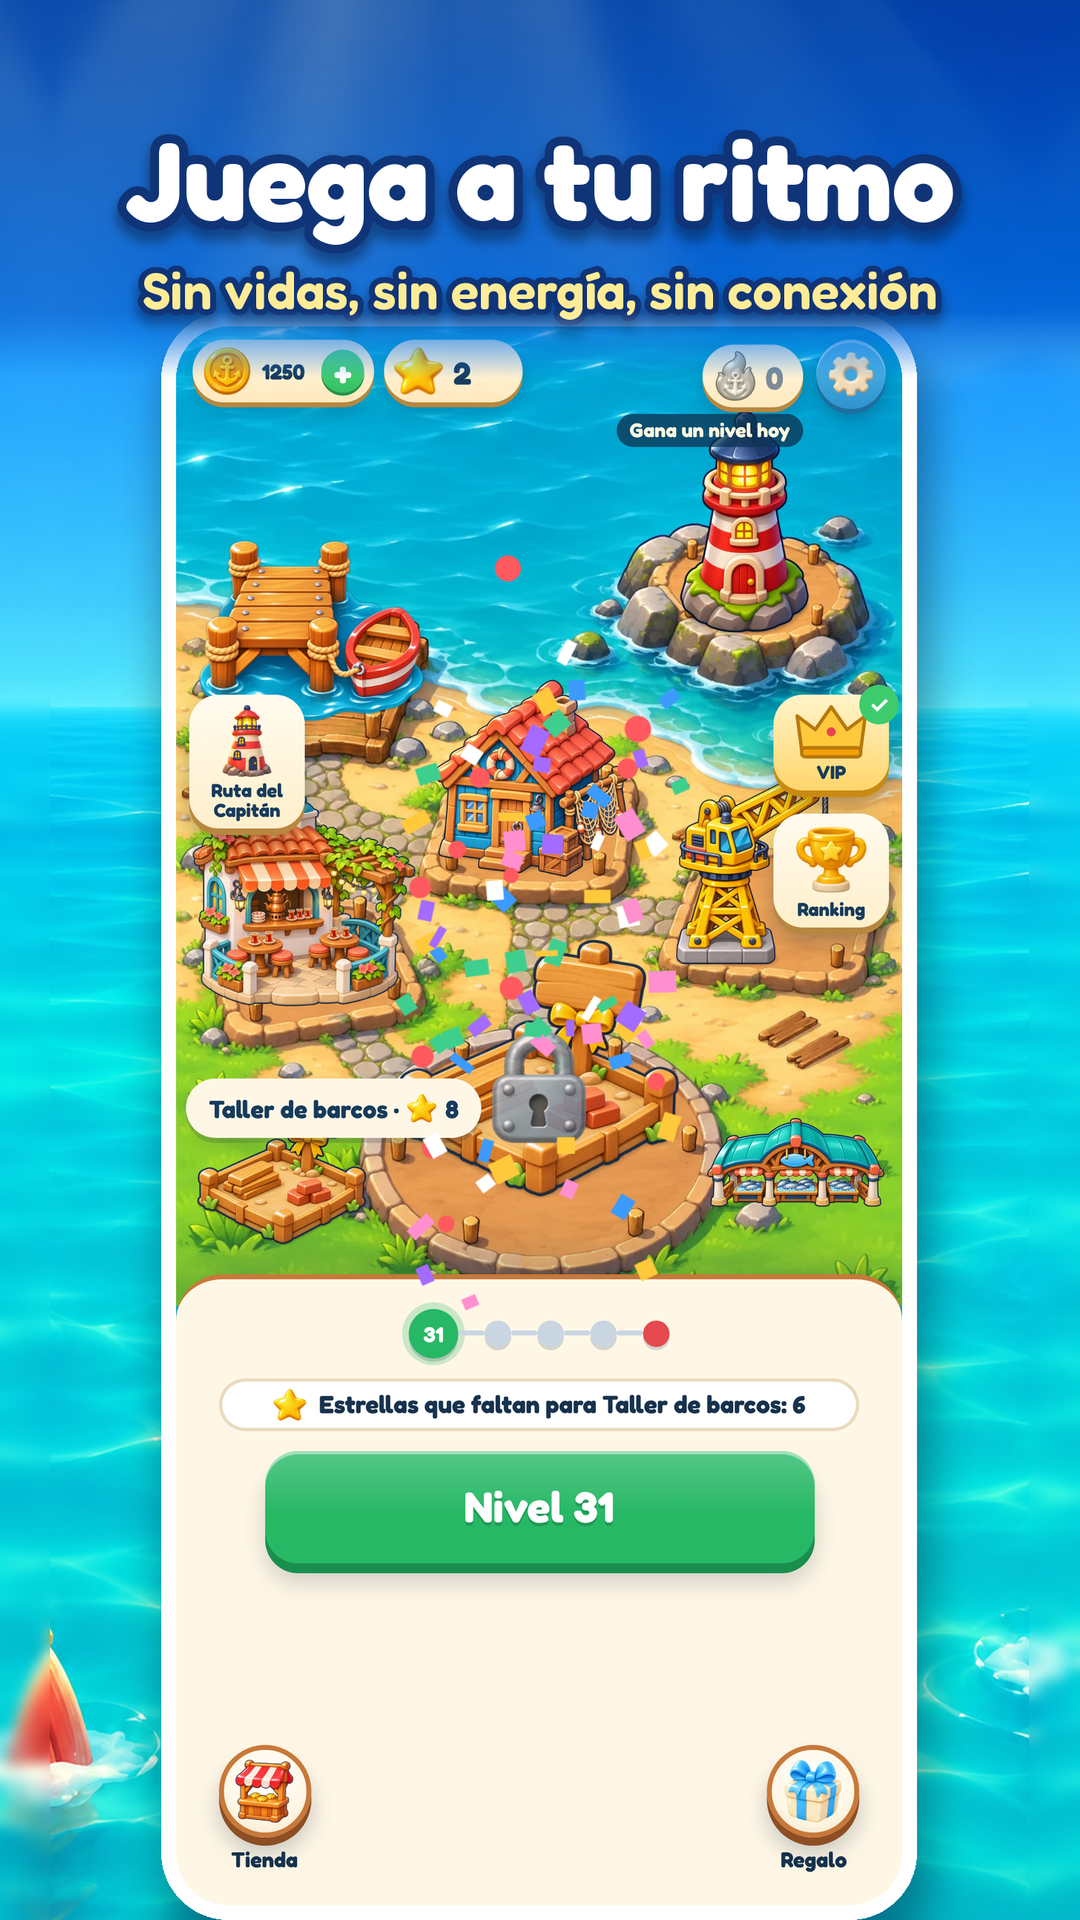 Juega a tu ritmo
Sin vidas, sin energía, sin conexión
1250
2
0
Gana un nivel hoy
Ruta del
Capitán
VIP
Ranking
Taller de barcos · 8
31
Estrellas que faltan para Taller de barcos: 6
Nivel 31
Tienda
Regalo